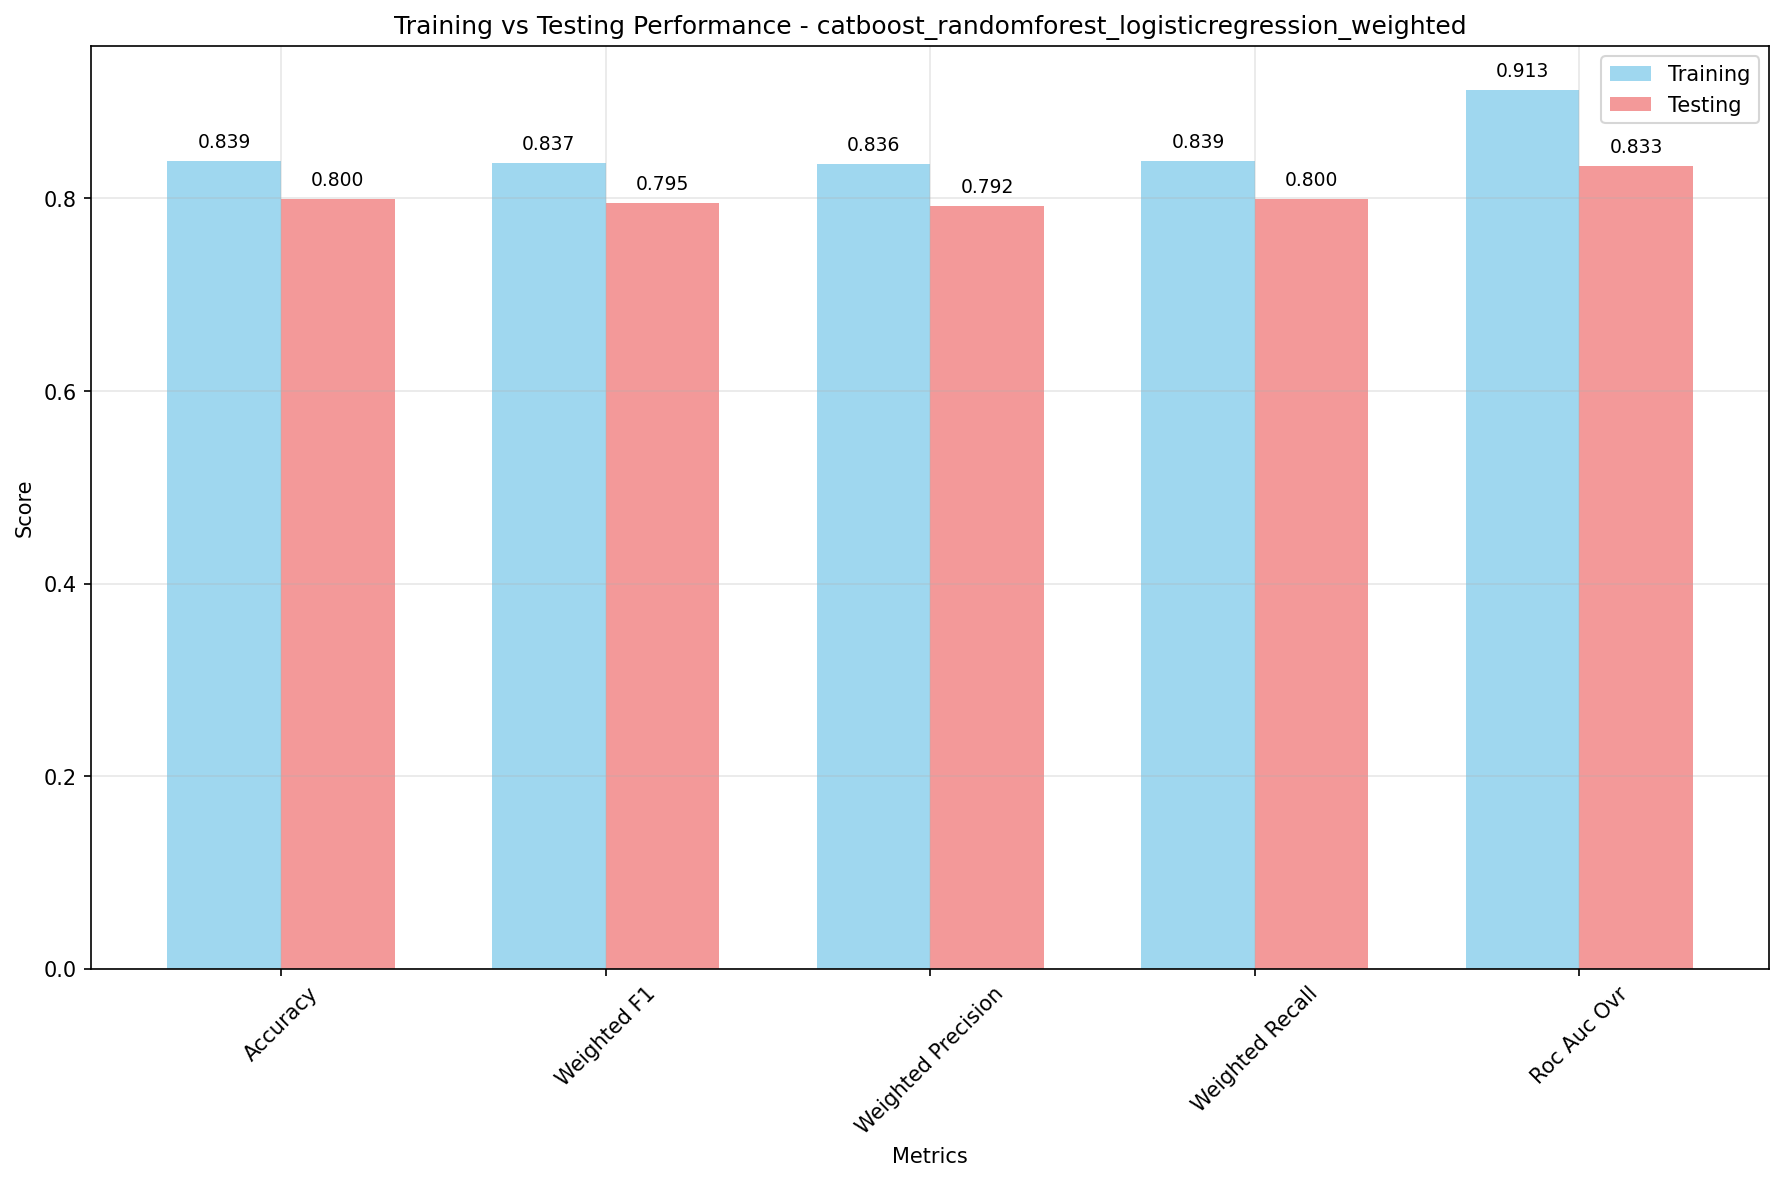 Training vs Testing Performance - catboost_randomforest_logisticregression_weighted
Training
Testing
0.839
0.800
0.837
0.795
0.836
0.792
0.839
0.800
0.913
0.833
Score
0.8
0.6
0.4
0.2
0.0
Accuracy
Weighted F1
Weighted Precision
Weighted Recall
Roc Auc Ovr
Metrics